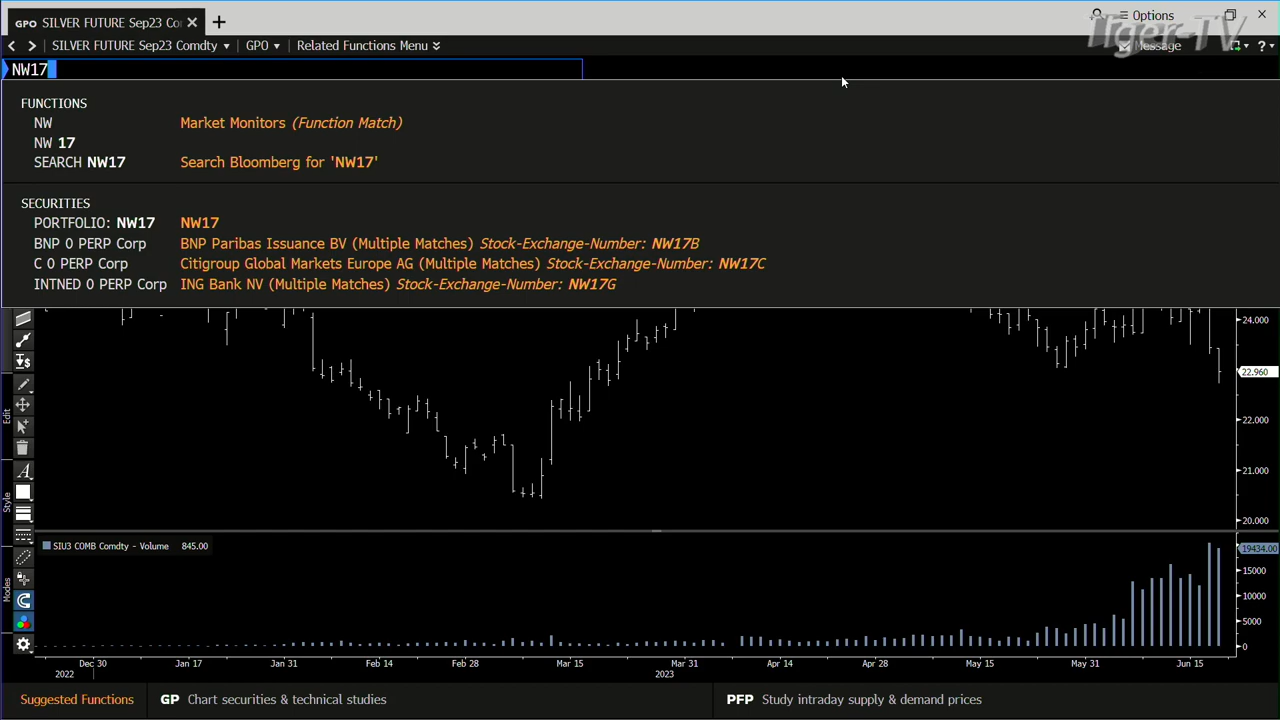 GPO SILVER FUTURE Sep23 Co
Options
SILVER FUTURE Sep23 Comdty GPO Related Functions Menu
Message
Tiger-TV
NW17
FUNCTIONS
NW Market Monitors (Function Match)
NW 17
SEARCH NW17 Search Bloomberg for 'NW17'
SECURITIES
PORTFOLIO: NW17 NW17
BNP 0 PERP Corp BNP Paribas Issuance BV (Multiple Matches) Stock-Exchange-Number: NW17B
C 0 PERP Corp Citigroup Global Markets Europe AG (Multiple Matches) Stock-Exchange-Number: NW17C
INTNED 0 PERP Corp ING Bank NV (Multiple Matches) Stock-Exchange-Number: NW17G
24.000
22.960
22.000
21.000
20.000
Edit
Style
Modes
SIU3 COMB Comdty - Volume 845.00
19434.00
15000
10000
5000
0
Dec 30 Jan 17 Jan 31 Feb 14 Feb 28 Mar 15 Mar 31 Apr 14 Apr 28 May 15 May 31 Jun 15
2022 2023
Suggested Functions GP Chart securities & technical studies PFP Study intraday supply & demand prices